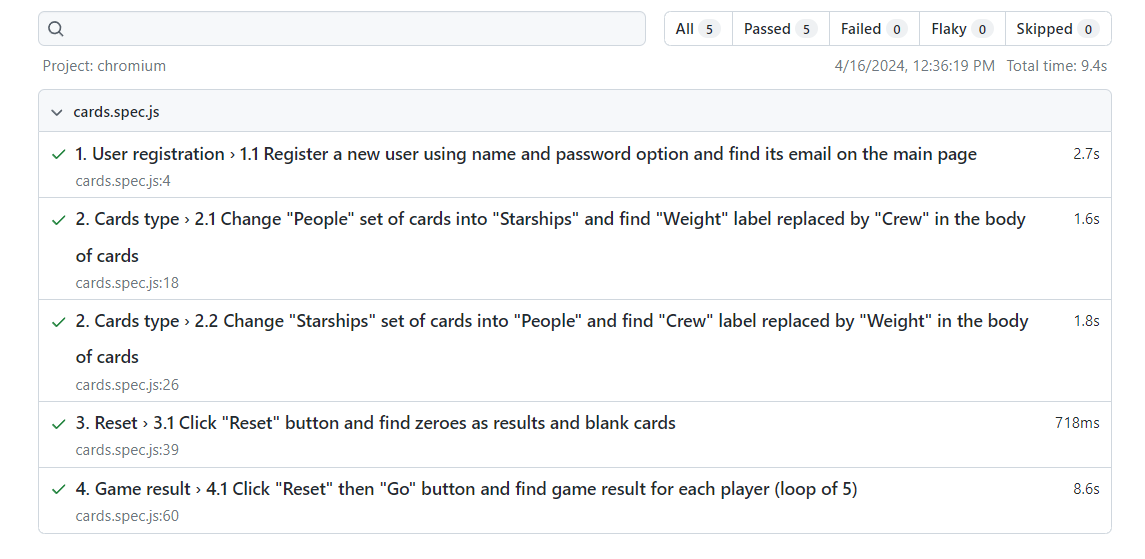 All 5 Passed 5 Failed 0 Flaky 0 Skipped 0
Project: chromium 4/16/2024, 12:36:19 PM Total time: 9.4s
cards.spec.js
1. User registration › 1.1 Register a new user using name and password option and find its email on the main page 2.7s
cards.spec.js:4
2. Cards type › 2.1 Change "People" set of cards into "Starships" and find "Weight" label replaced by "Crew" in the body 1.6s
of cards
cards.spec.js:18
2. Cards type › 2.2 Change "Starships" set of cards into "People" and find "Crew" label replaced by "Weight" in the body 1.8s
of cards
cards.spec.js:26
3. Reset › 3.1 Click "Reset" button and find zeroes as results and blank cards 718ms
cards.spec.js:39
4. Game result › 4.1 Click "Reset" then "Go" button and find game result for each player (loop of 5) 8.6s
cards.spec.js:60